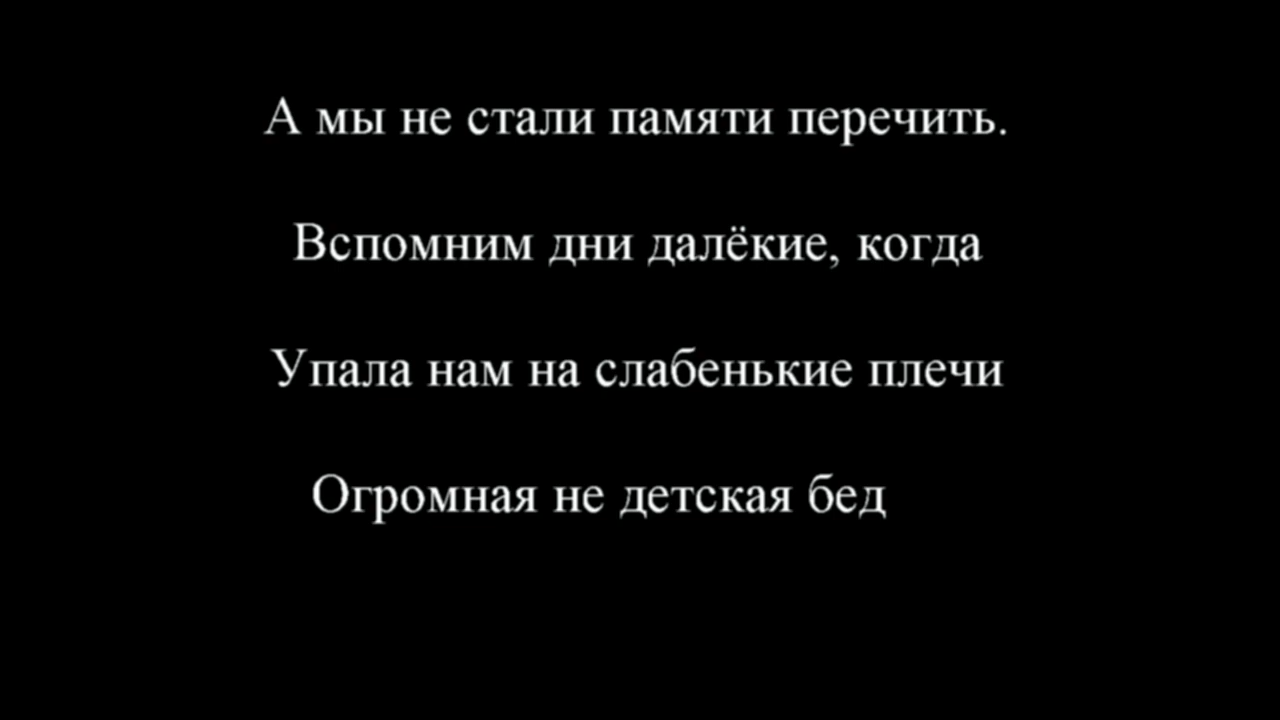 А мы не стали памяти перечить.
Вспомним дни далёкие, когда
Упала нам на слабенькие плечи
Огромная не детская бед